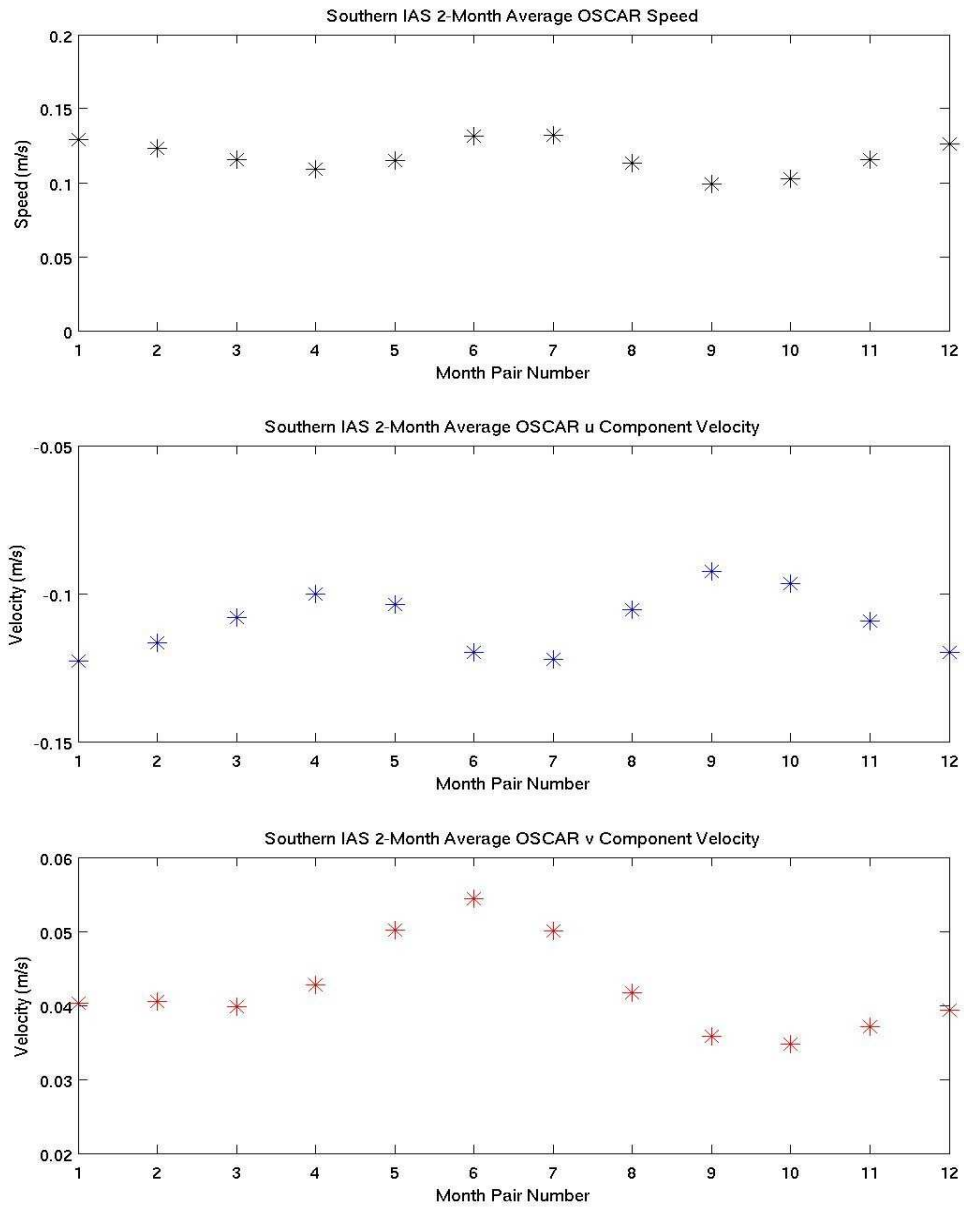 Southern IAS 2-Month Average OSCAR Speed
0.2
0.15
0.1
0.05
0
Speed (m/s)
1 2 3 4 5 6 7 8 9 10 11 12
Month Pair Number
Southern IAS 2-Month Average OSCAR u Component Velocity
-0.05
-0.1
-0.15
Velocity (m/s)
1 2 3 4 5 6 7 8 9 10 11 12
Month Pair Number
Southern IAS 2-Month Average OSCAR v Component Velocity
0.06
0.05
0.04
0.03
0.02
Velocity (m/s)
1 2 3 4 5 6 7 8 9 10 11 12
Month Pair Number